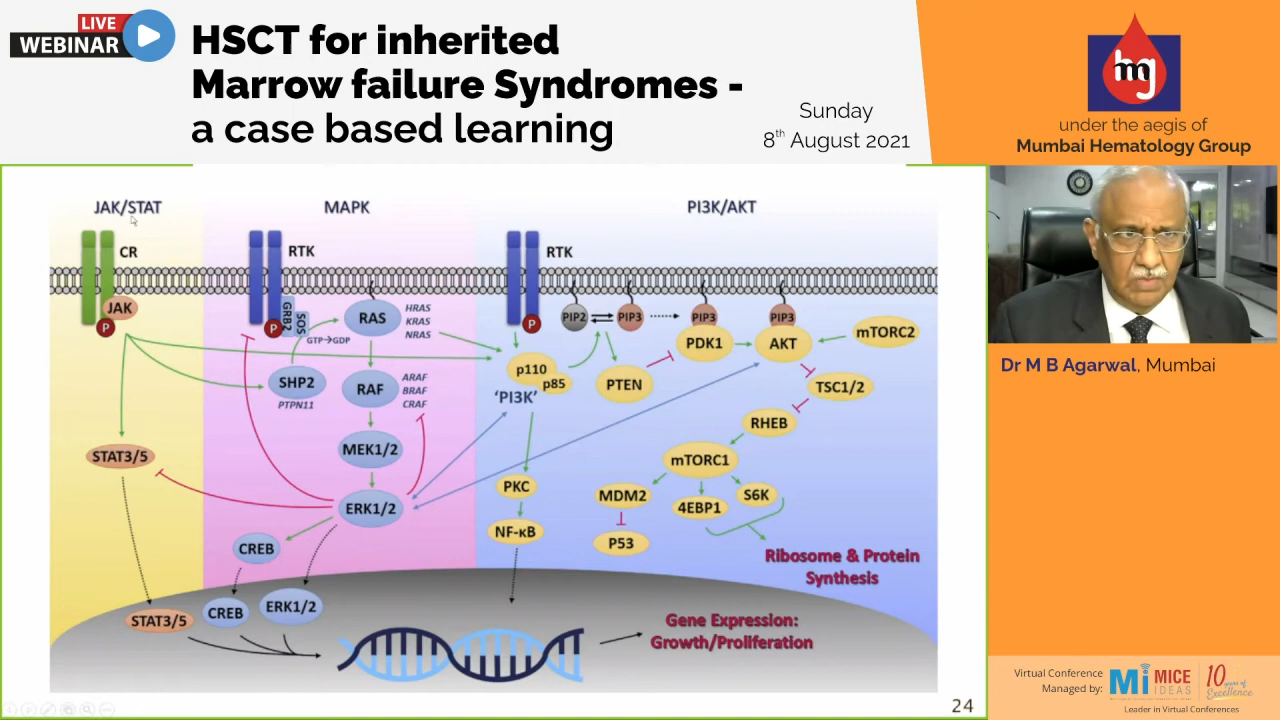 LIVE
WEBINAR
HSCT for inherited
Marrow failure Syndromes -
a case based learning
Sunday
8th August 2021
hmg
under the aegis of
Mumbai Hematology Group
Dr M B Agarwal, Mumbai
JAK/STAT
MAPK
PI3K/AKT
CR
RTK
RTK
JAK
P
P
GRB2
SOS
GTP→GDP
RAS
HRAS
KRAS
NRAS
P
PIP2
PIP3
PIP3
PIP3
PDK1
AKT
mTORC2
SHP2
PTPN11
RAF
ARAF
BRAF
CRAF
p110
p85
'PI3K'
PTEN
TSC1/2
RHEB
STAT3/5
MEK1/2
mTORC1
ERK1/2
PKC
MDM2
4EBP1
S6K
NF-κB
P53
CREB
Ribosome & Protein
Synthesis
STAT3/5
CREB
ERK1/2
Gene Expression:
Growth/Proliferation
24
Virtual Conference
Managed by:
Mi
MICE
IDEAS
10
years of
Excellence
Leader in Virtual Conferences